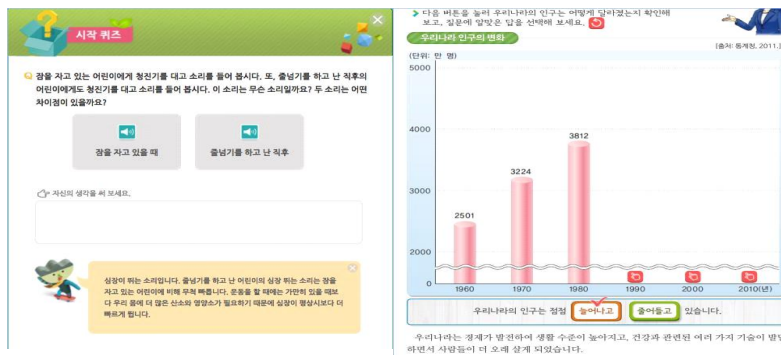 시작 퀴즈
잠을 자고 있는 어린이에게 청진기를 대고 소리를 들어 봅시다. 또, 줄넘기를 하고 난 직후의
어린이에게도 청진기를 대고 소리를 들어 봅시다. 이 소리는 무슨 소리일까요? 두 소리는 어떤
차이점이 있을까요?
잠을 자고 있을 때
줄넘기를 하고 난 직후
자신의 생각을 써 보세요.
심장이 뛰는 소리입니다. 줄넘기를 하고 난 어린이의 심장 뛰는 소리는 잠을
자고 있는 어린이에 비해 무척 빠릅니다. 운동을 할 때에는 가만히 있을 때보
다 우리 몸에 더 많은 산소와 영양소가 필요하기 때문에 심장이 평상시보다 더
빠르게 뜁니다.
다음 버튼을 눌러 우리나라의 인구는 어떻게 달라졌는지 확인해
보고, 질문에 알맞은 답을 선택해 보세요.
우리나라 인구의 변화
[출처: 통계청, 2011.]
(단위: 만 명)
5000
4000
3812
3224
3000
2501
2000
0
1960 1970 1980 1990 2000 2010(년)
우리나라의 인구는 점점 늘어나고 줄어들고 있습니다.
우리나라는 경제가 발전하여 생활 수준이 높아지고, 건강과 관련된 여러 가지 기술이
하면서 사람들이 더 오래 살게 되었습니다.